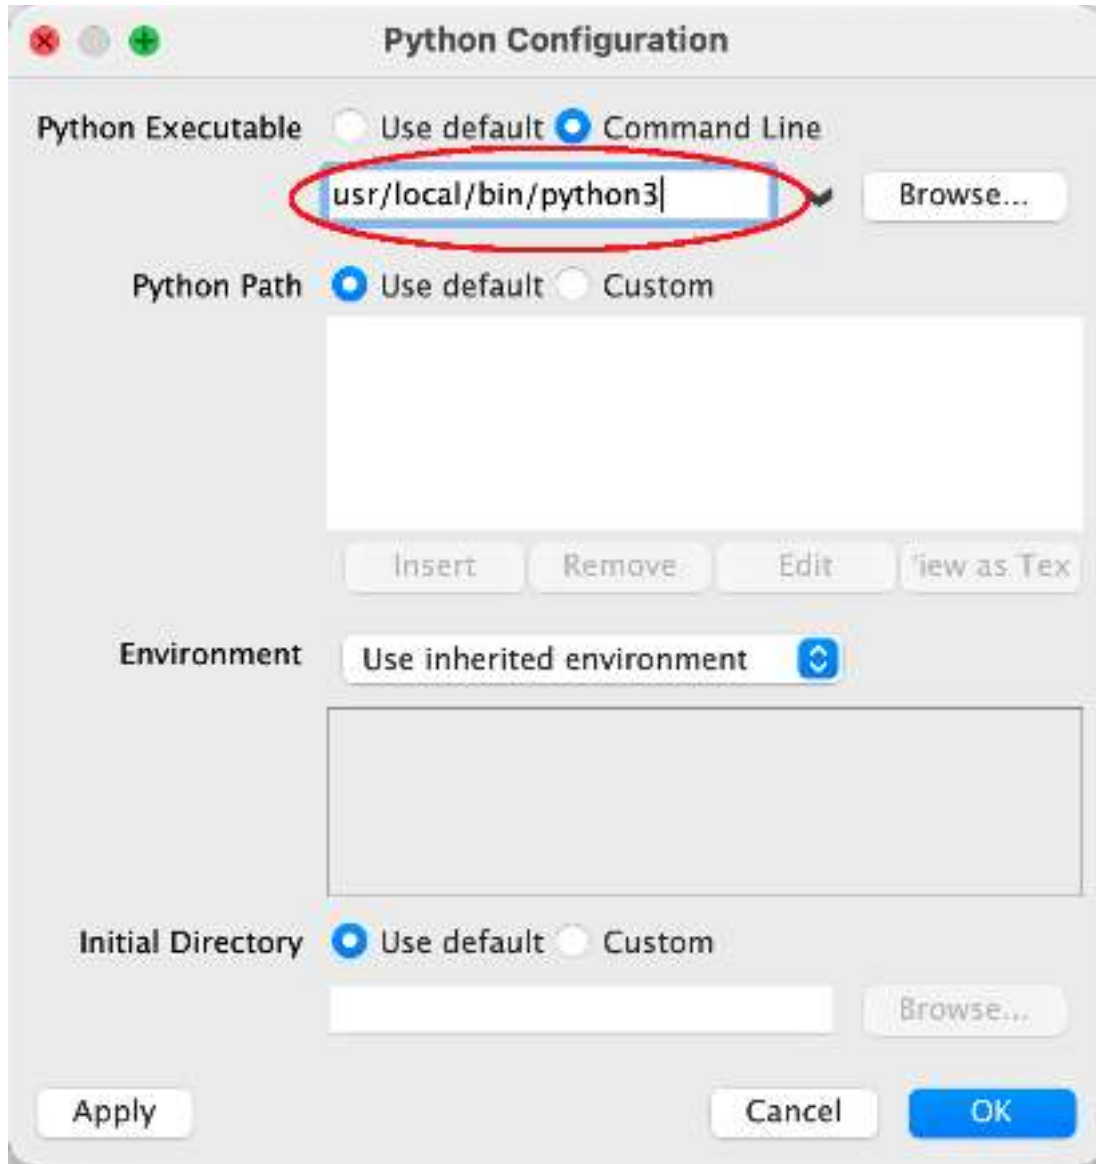 Python Configuration
Python Executable Use default Command Line
usr/local/bin/python3 Browse...
Python Path Use default Custom
Insert Remove Edit iew as Tex
Environment Use inherited environment
Initial Directory Use default Custom
Browse...
Apply Cancel OK